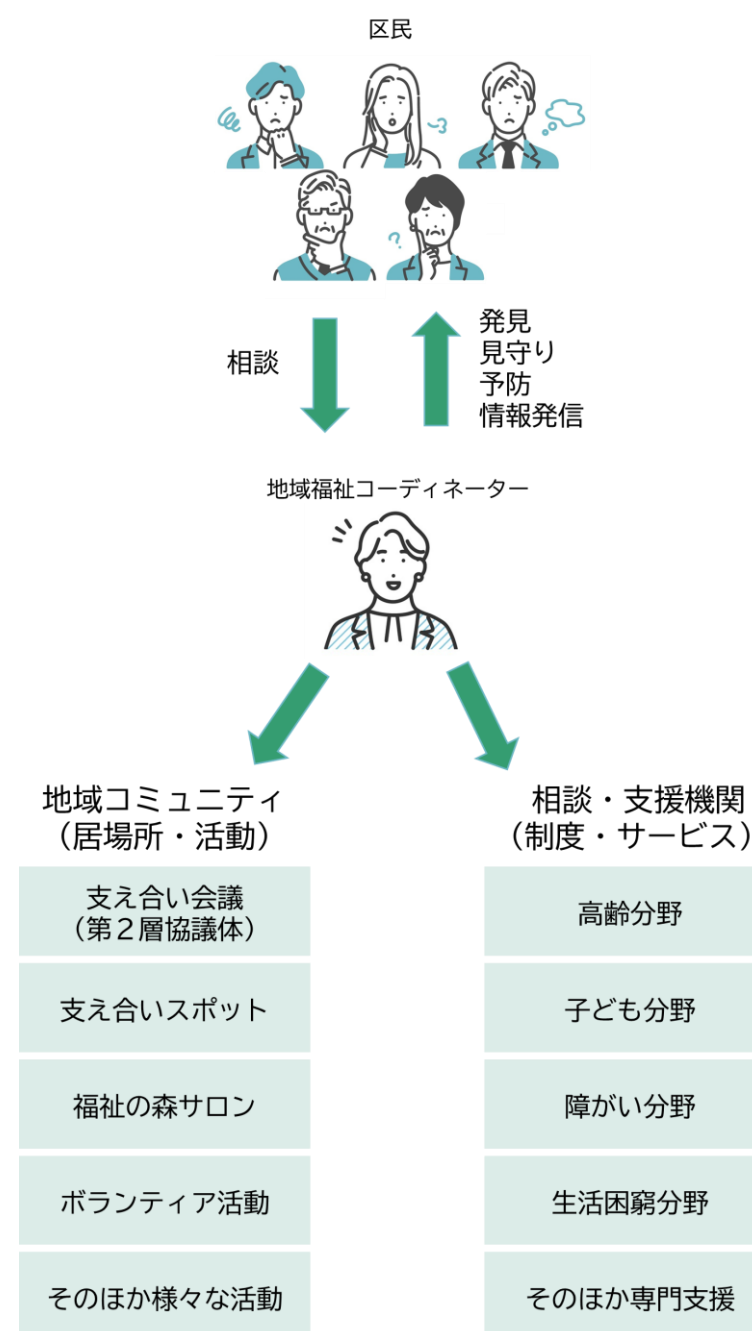 区民
相談
発見
見守り
予防
情報発信
地域福祉コーディネーター
地域コミュニティ
（居場所・活動）
支え合い会議
（第２層協議体）
支え合いスポット
福祉の森サロン
ボランティア活動
そのほか様々な活動
相談・支援機関
（制度・サービス）
高齢分野
子ども分野
障がい分野
生活困窮分野
そのほか専門支援